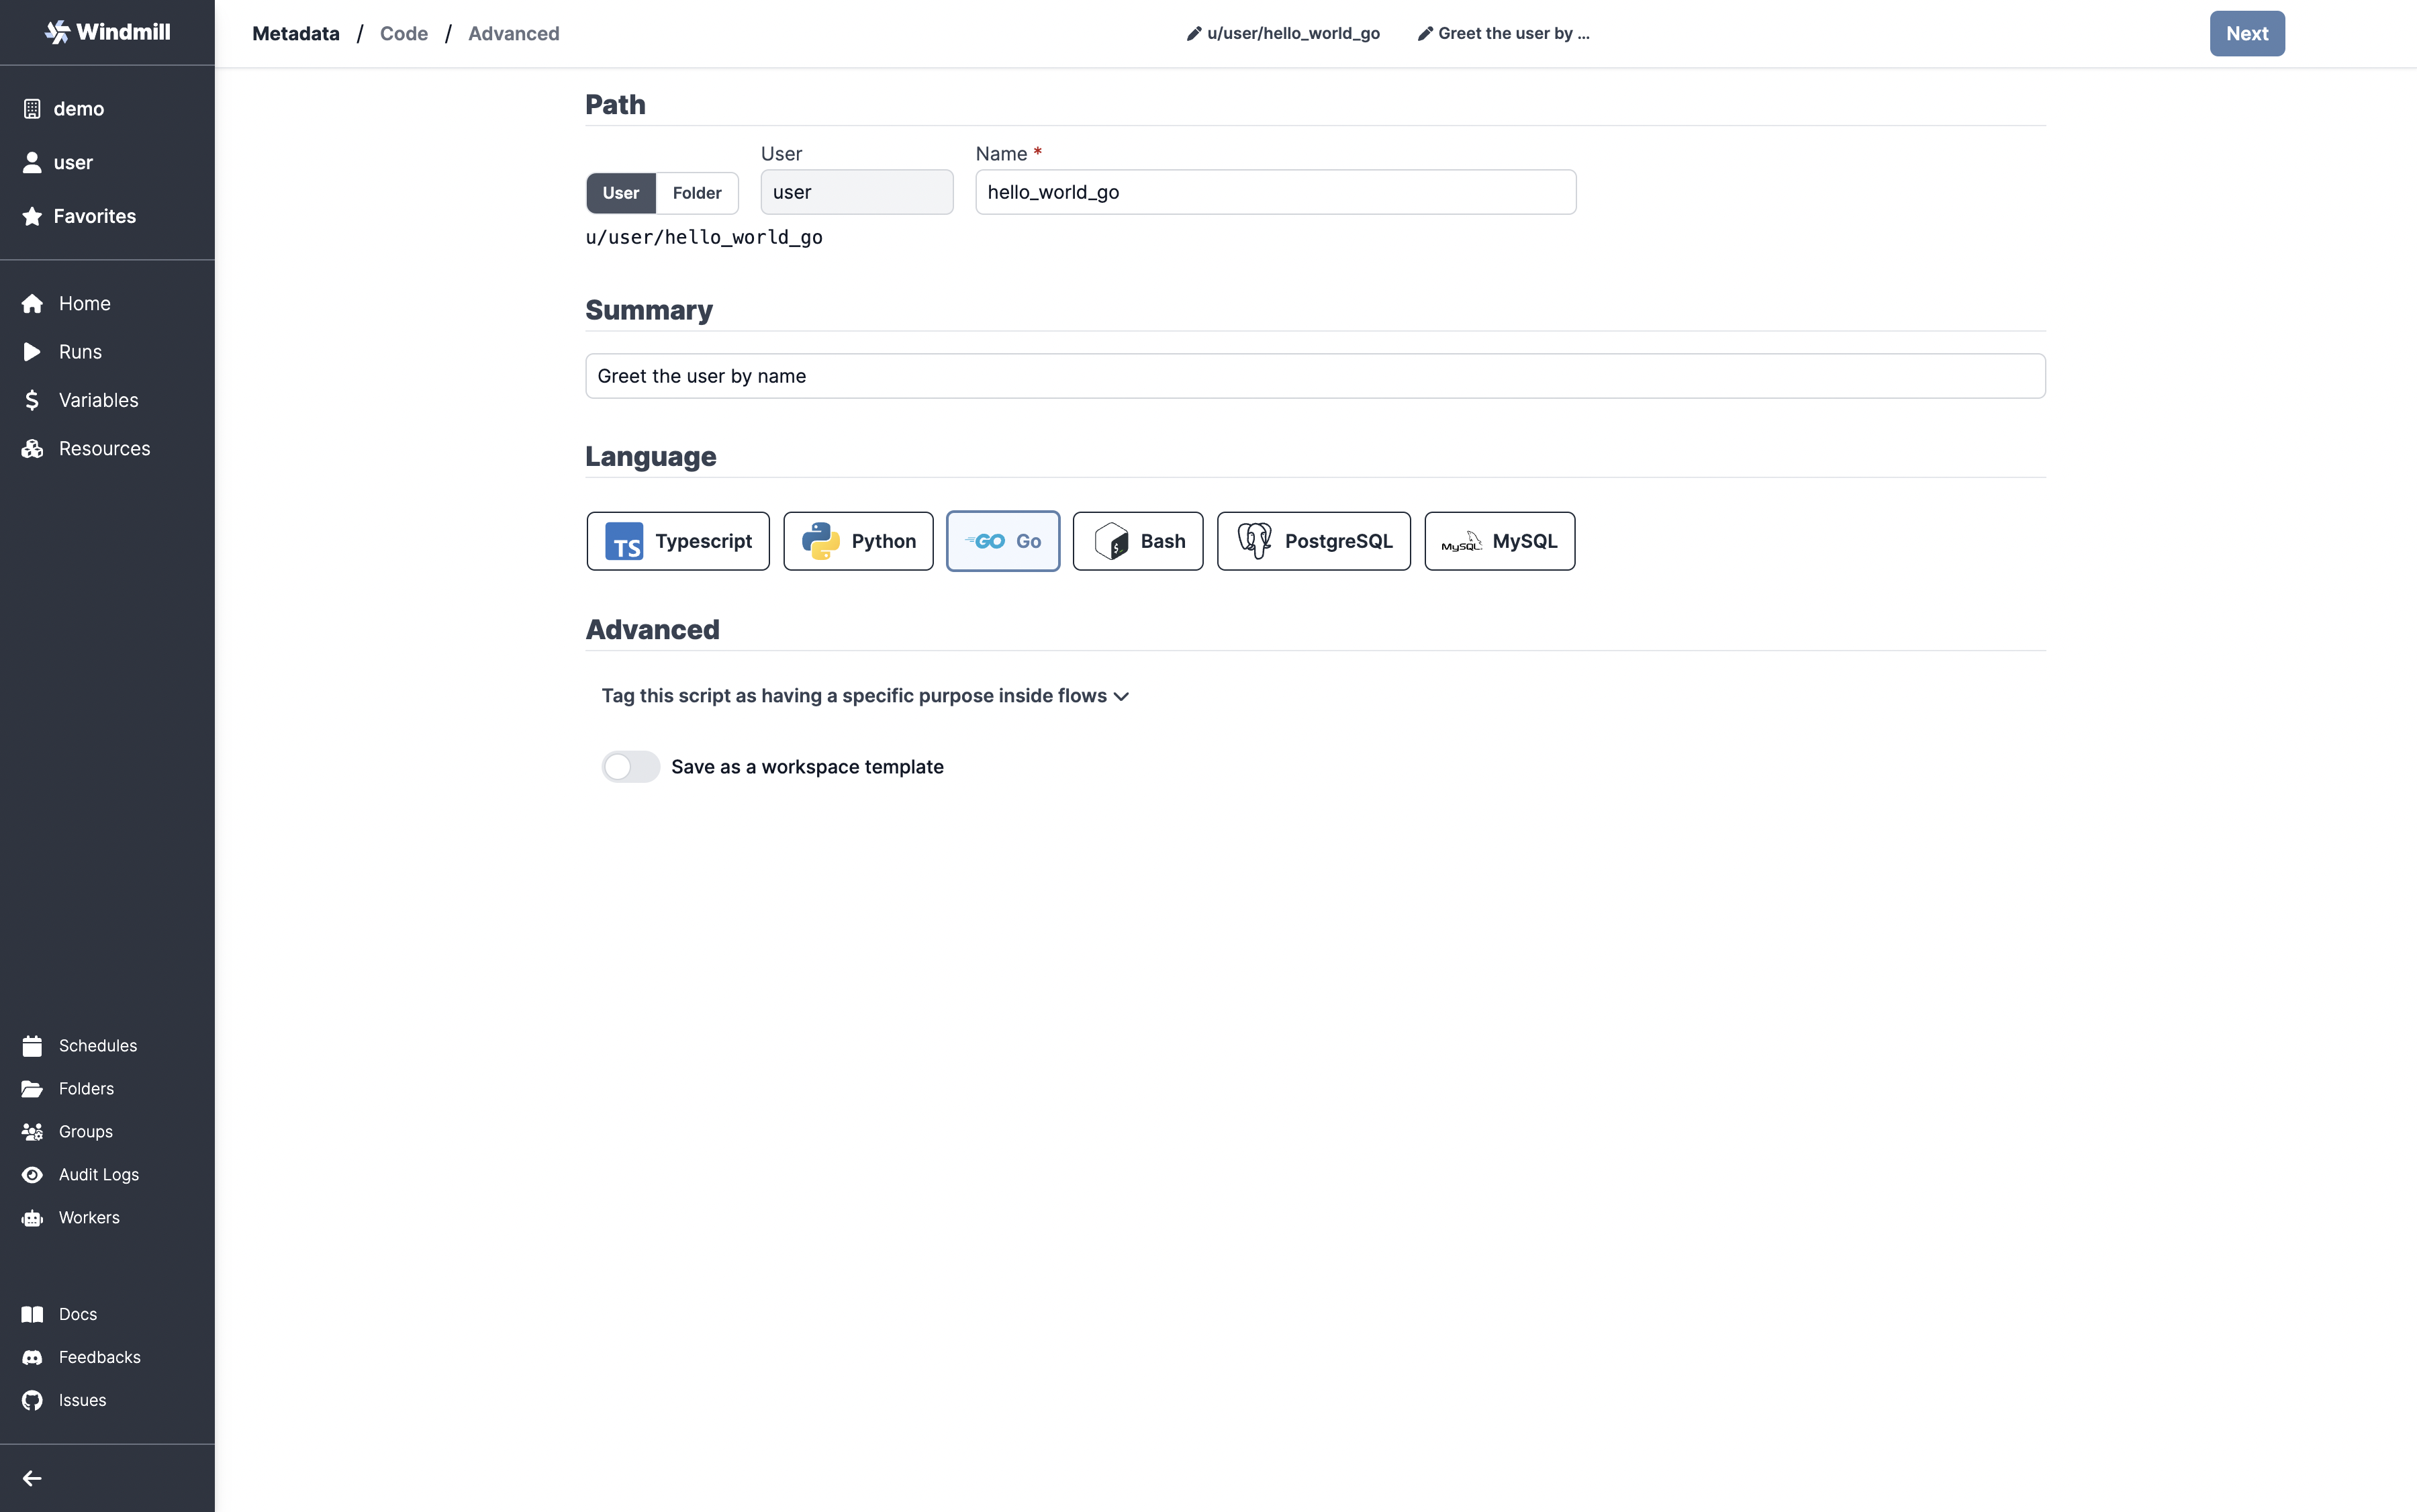 Windmill
demo
user
Favorites
Home
Runs
Variables
Resources
Schedules
Folders
Groups
Audit Logs
Workers
Docs
Feedbacks
Issues
Metadata / Code / Advanced
u/user/hello_world_go
Greet the user by ...
Next
Path
User Folder
User
user
Name *
hello_world_go
u/user/hello_world_go
Summary
Greet the user by name
Language
TS Typescript
Python
GO Go
$_ Bash
PostgreSQL
MySQL MySQL
Advanced
Tag this script as having a specific purpose inside flows
Save as a workspace template